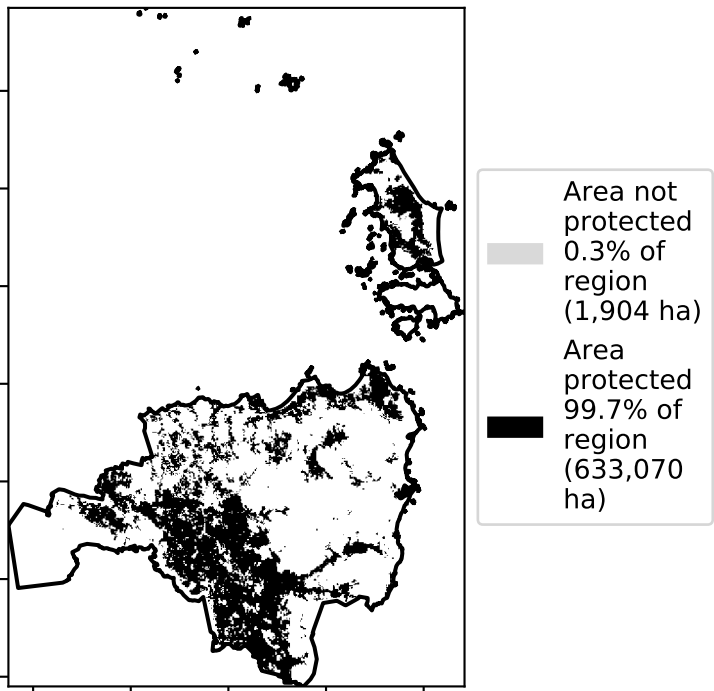 Area not
protected
0.3% of
region
(1,904 ha)
Area
protected
99.7% of
region
(633,070
ha)